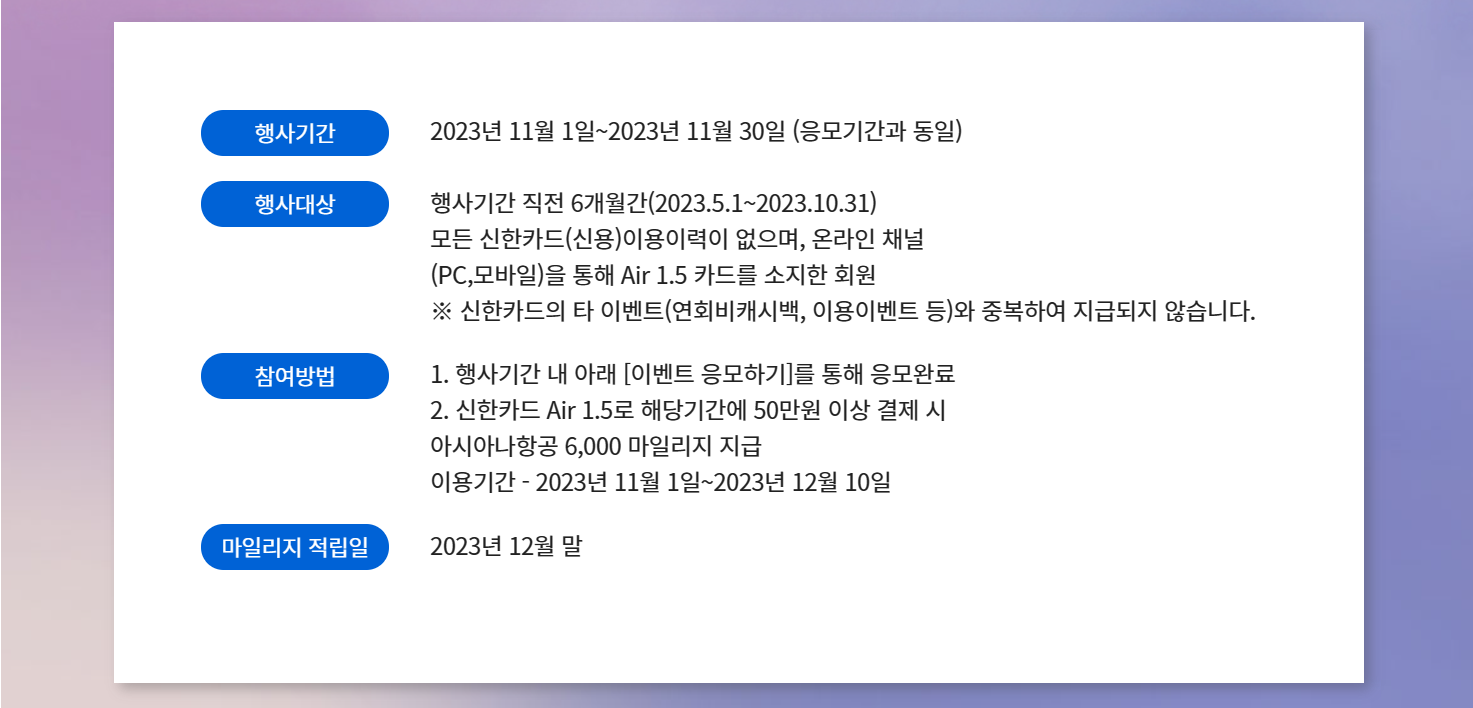 행사기간
2023년 11월 1일~2023년 11월 30일 (응모기간과 동일)
행사대상
행사기간 직전 6개월간(2023.5.1~2023.10.31)
모든 신한카드(신용)이용이력이 없으며, 온라인 채널
(PC,모바일)을 통해 Air 1.5 카드를 소지한 회원
※ 신한카드의 타 이벤트(연회비캐시백, 이용이벤트 등)와 중복하여 지급되지 않습니다.
참여방법
1. 행사기간 내 아래 [이벤트 응모하기]를 통해 응모완료
2. 신한카드 Air 1.5로 해당기간에 50만원 이상 결제 시
아시아나항공 6,000 마일리지 지급
이용기간 - 2023년 11월 1일~2023년 12월 10일
마일리지 적립일
2023년 12월 말